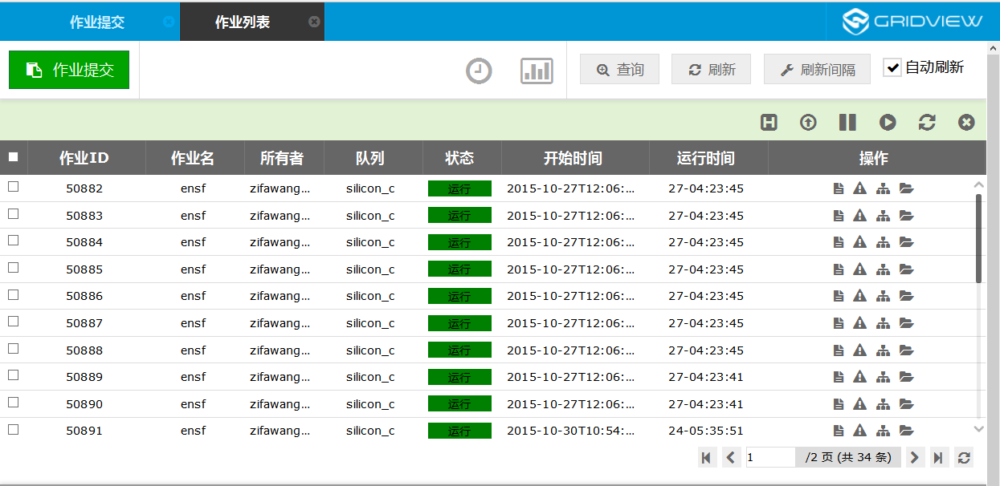 作业提交 作业列表 GRIDVIEW
作业提交 查询 刷新 刷新间隔 自动刷新
作业ID 作业名 所有者 队列 状态 开始时间 运行时间 操作
50882 ensf zifawang... silicon_c 运行 2015-10-27T12:06:... 27-04:23:45
50883 ensf zifawang... silicon_c 运行 2015-10-27T12:06:... 27-04:23:45
50884 ensf zifawang... silicon_c 运行 2015-10-27T12:06:... 27-04:23:45
50885 ensf zifawang... silicon_c 运行 2015-10-27T12:06:... 27-04:23:45
50886 ensf zifawang... silicon_c 运行 2015-10-27T12:06:... 27-04:23:45
50887 ensf zifawang... silicon_c 运行 2015-10-27T12:06:... 27-04:23:45
50888 ensf zifawang... silicon_c 运行 2015-10-27T12:06:... 27-04:23:45
50889 ensf zifawang... silicon_c 运行 2015-10-27T12:06:... 27-04:23:41
50890 ensf zifawang... silicon_c 运行 2015-10-27T12:06:... 27-04:23:41
50891 ensf zifawang... silicon_c 运行 2015-10-30T10:54:... 24-05:35:51
1 /2 页 (共 34 条)